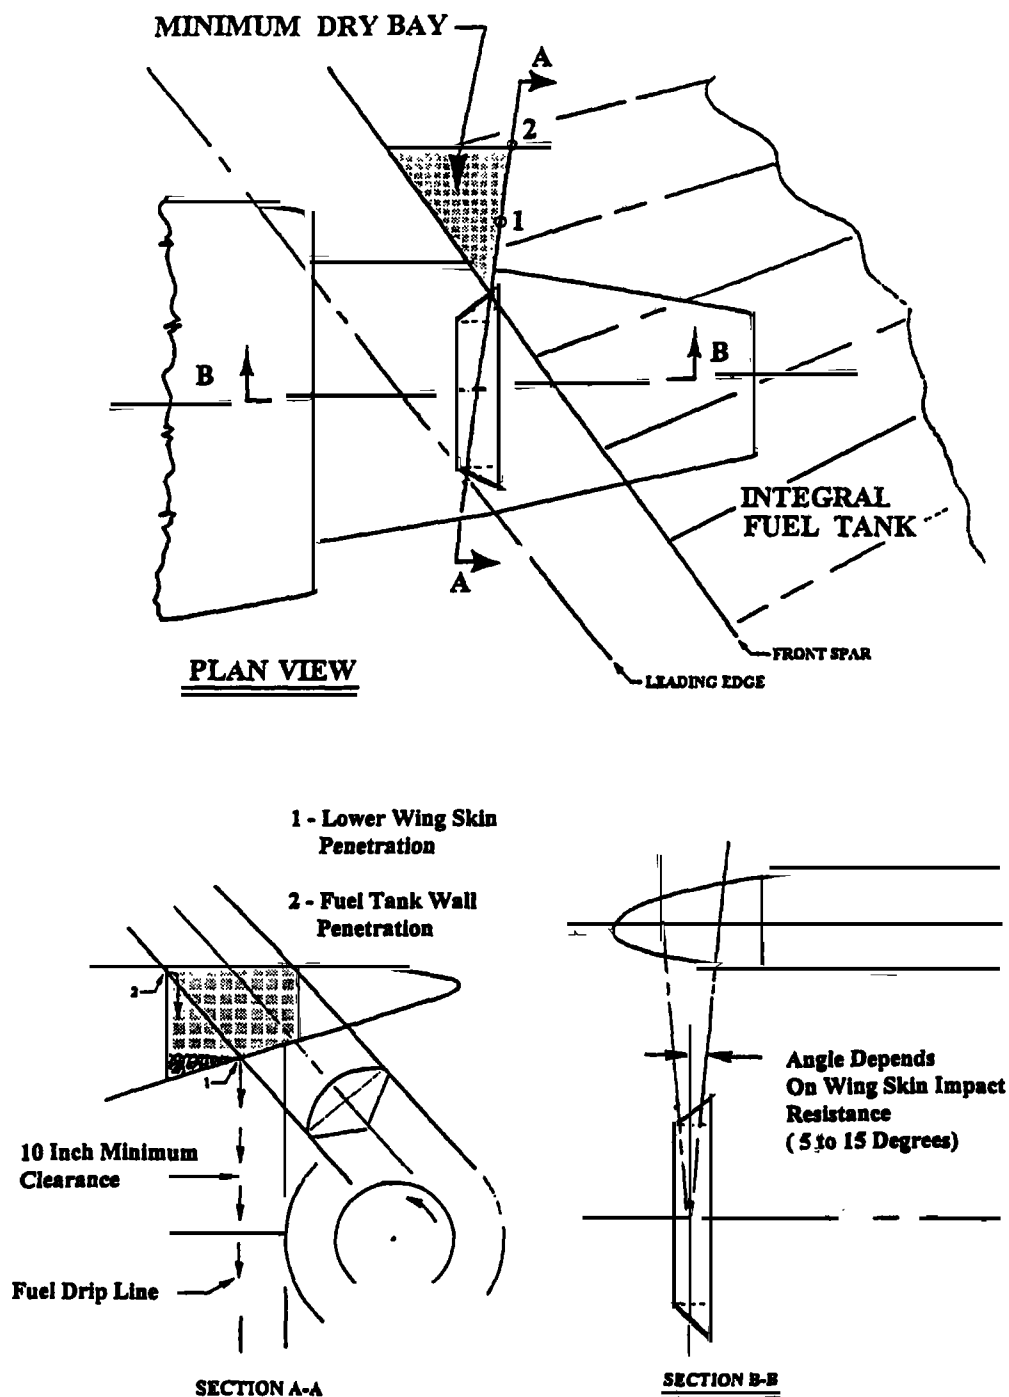 MINIMUM DRY BAY
A
2
1
B
B
INTEGRAL
FUEL TANK
A
FRONT SPAR
PLAN VIEW
LEADING EDGE
1 - Lower Wing Skin
Penetration
2 - Fuel Tank Wall
Penetration
2
1
Angle Depends
On Wing Skin Impact
Resistance
( 5 to 15 Degrees)
10 Inch Minimum
Clearance
Fuel Drip Line
SECTION A-A
SECTION B-B